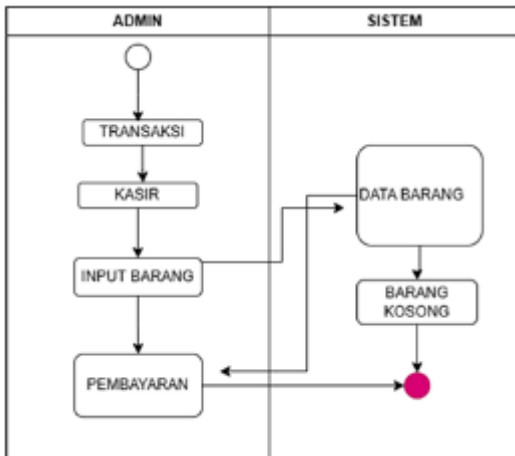 ADMIN
SISTEM
TRANSAKSI
KASIR
INPUT BARANG
PEMBAYARAN
DATA BARANG
BARANG
KOSONG